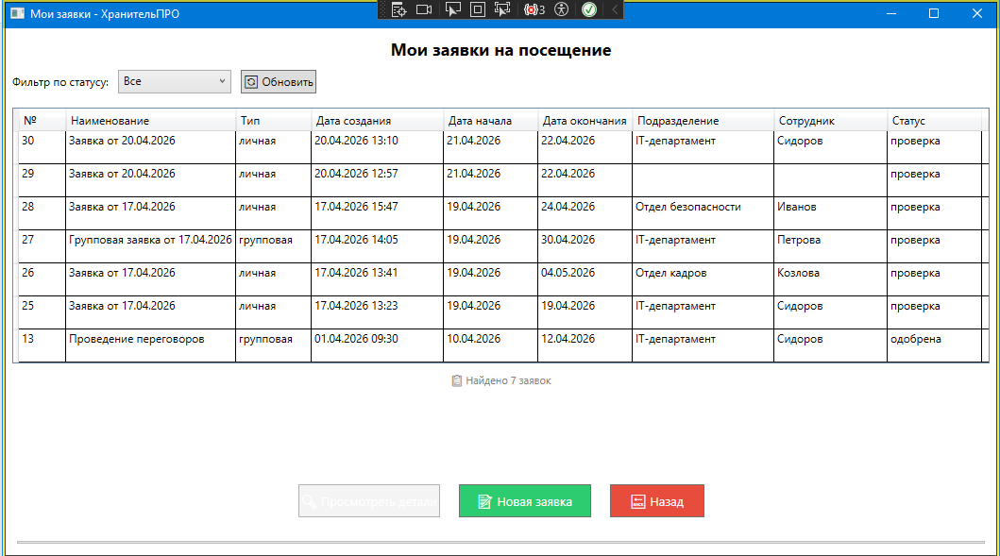 Мои заявки - ХранительПРО
3
Мои заявки на посещение
Фильтр по статусу: Все Обновить
№ Наименование Тип Дата создания Дата начала Дата окончания Подразделение Сотрудник Статус
30 Заявка от 20.04.2026 личная 20.04.2026 13:10 21.04.2026 22.04.2026 IT-департамент Сидоров проверка
29 Заявка от 20.04.2026 личная 20.04.2026 12:57 21.04.2026 22.04.2026 проверка
28 Заявка от 17.04.2026 личная 17.04.2026 15:47 19.04.2026 24.04.2026 Отдел безопасности Иванов проверка
27 Групповая заявка от 17.04.2026 групповая 17.04.2026 14:05 19.04.2026 30.04.2026 IT-департамент Петрова проверка
26 Заявка от 17.04.2026 личная 17.04.2026 13:41 19.04.2026 04.05.2026 Отдел кадров Козлова проверка
25 Заявка от 17.04.2026 личная 17.04.2026 13:23 19.04.2026 19.04.2026 IT-департамент Сидоров проверка
13 Проведение переговоров групповая 01.04.2026 09:30 10.04.2026 12.04.2026 IT-департамент Сидоров одобрена
Найдено 7 заявок
Просмотреть детали Новая заявка Назад